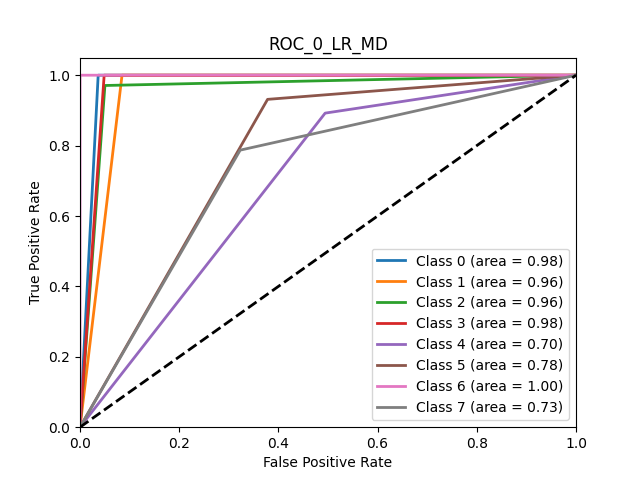 ROC_0_LR_MD
True Positive Rate
1.0
0.8
0.6
0.4
0.2
0.0
Class 0 (area = 0.98)
Class 1 (area = 0.96)
Class 2 (area = 0.96)
Class 3 (area = 0.98)
Class 4 (area = 0.70)
Class 5 (area = 0.78)
Class 6 (area = 1.00)
Class 7 (area = 0.73)
0.0 0.2 0.4 0.6 0.8 1.0
False Positive Rate